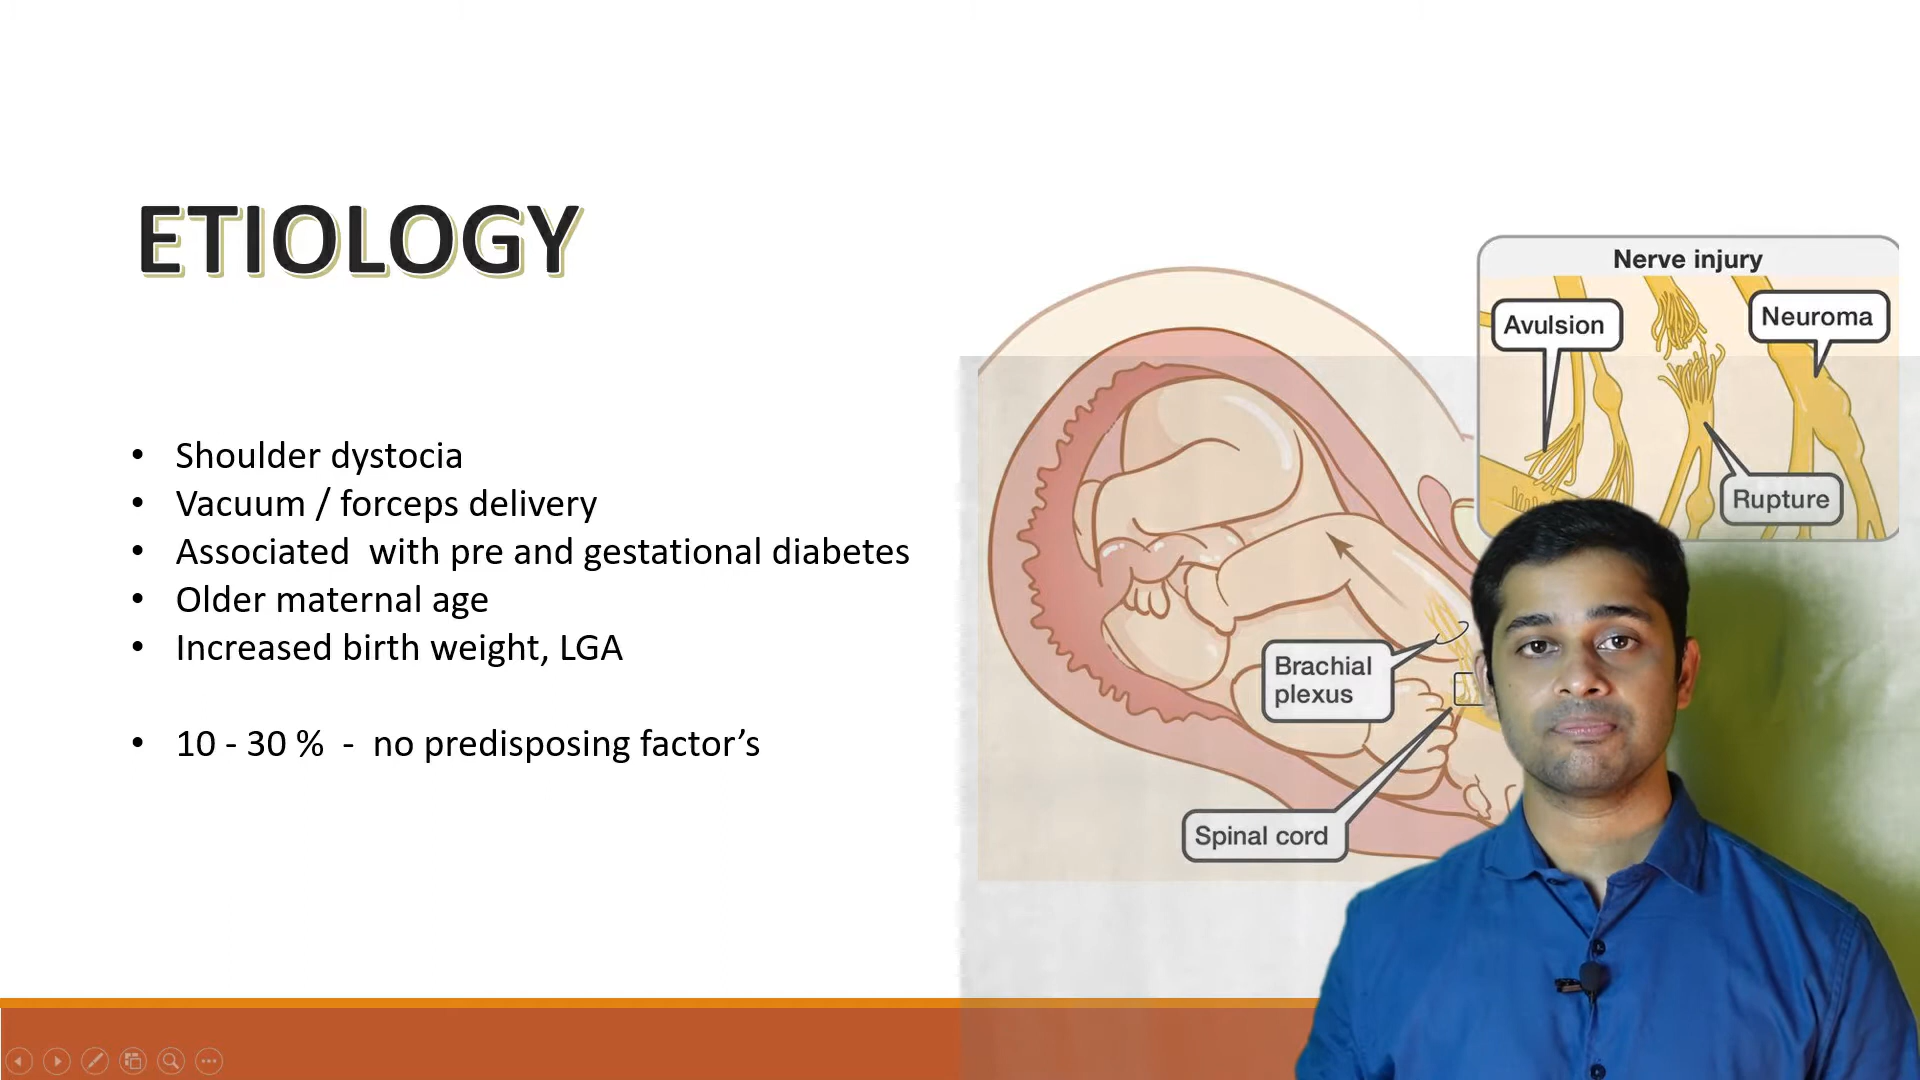 ETIOLOGY
• Shoulder dystocia
• Vacuum / forceps delivery
• Associated  with pre and gestational diabetes
• Older maternal age
• Increased birth weight, LGA
• 10 - 30 %  -  no predisposing factor’s
Nerve injury
Avulsion
Neuroma
Rupture
Brachial
plexus
Spinal cord